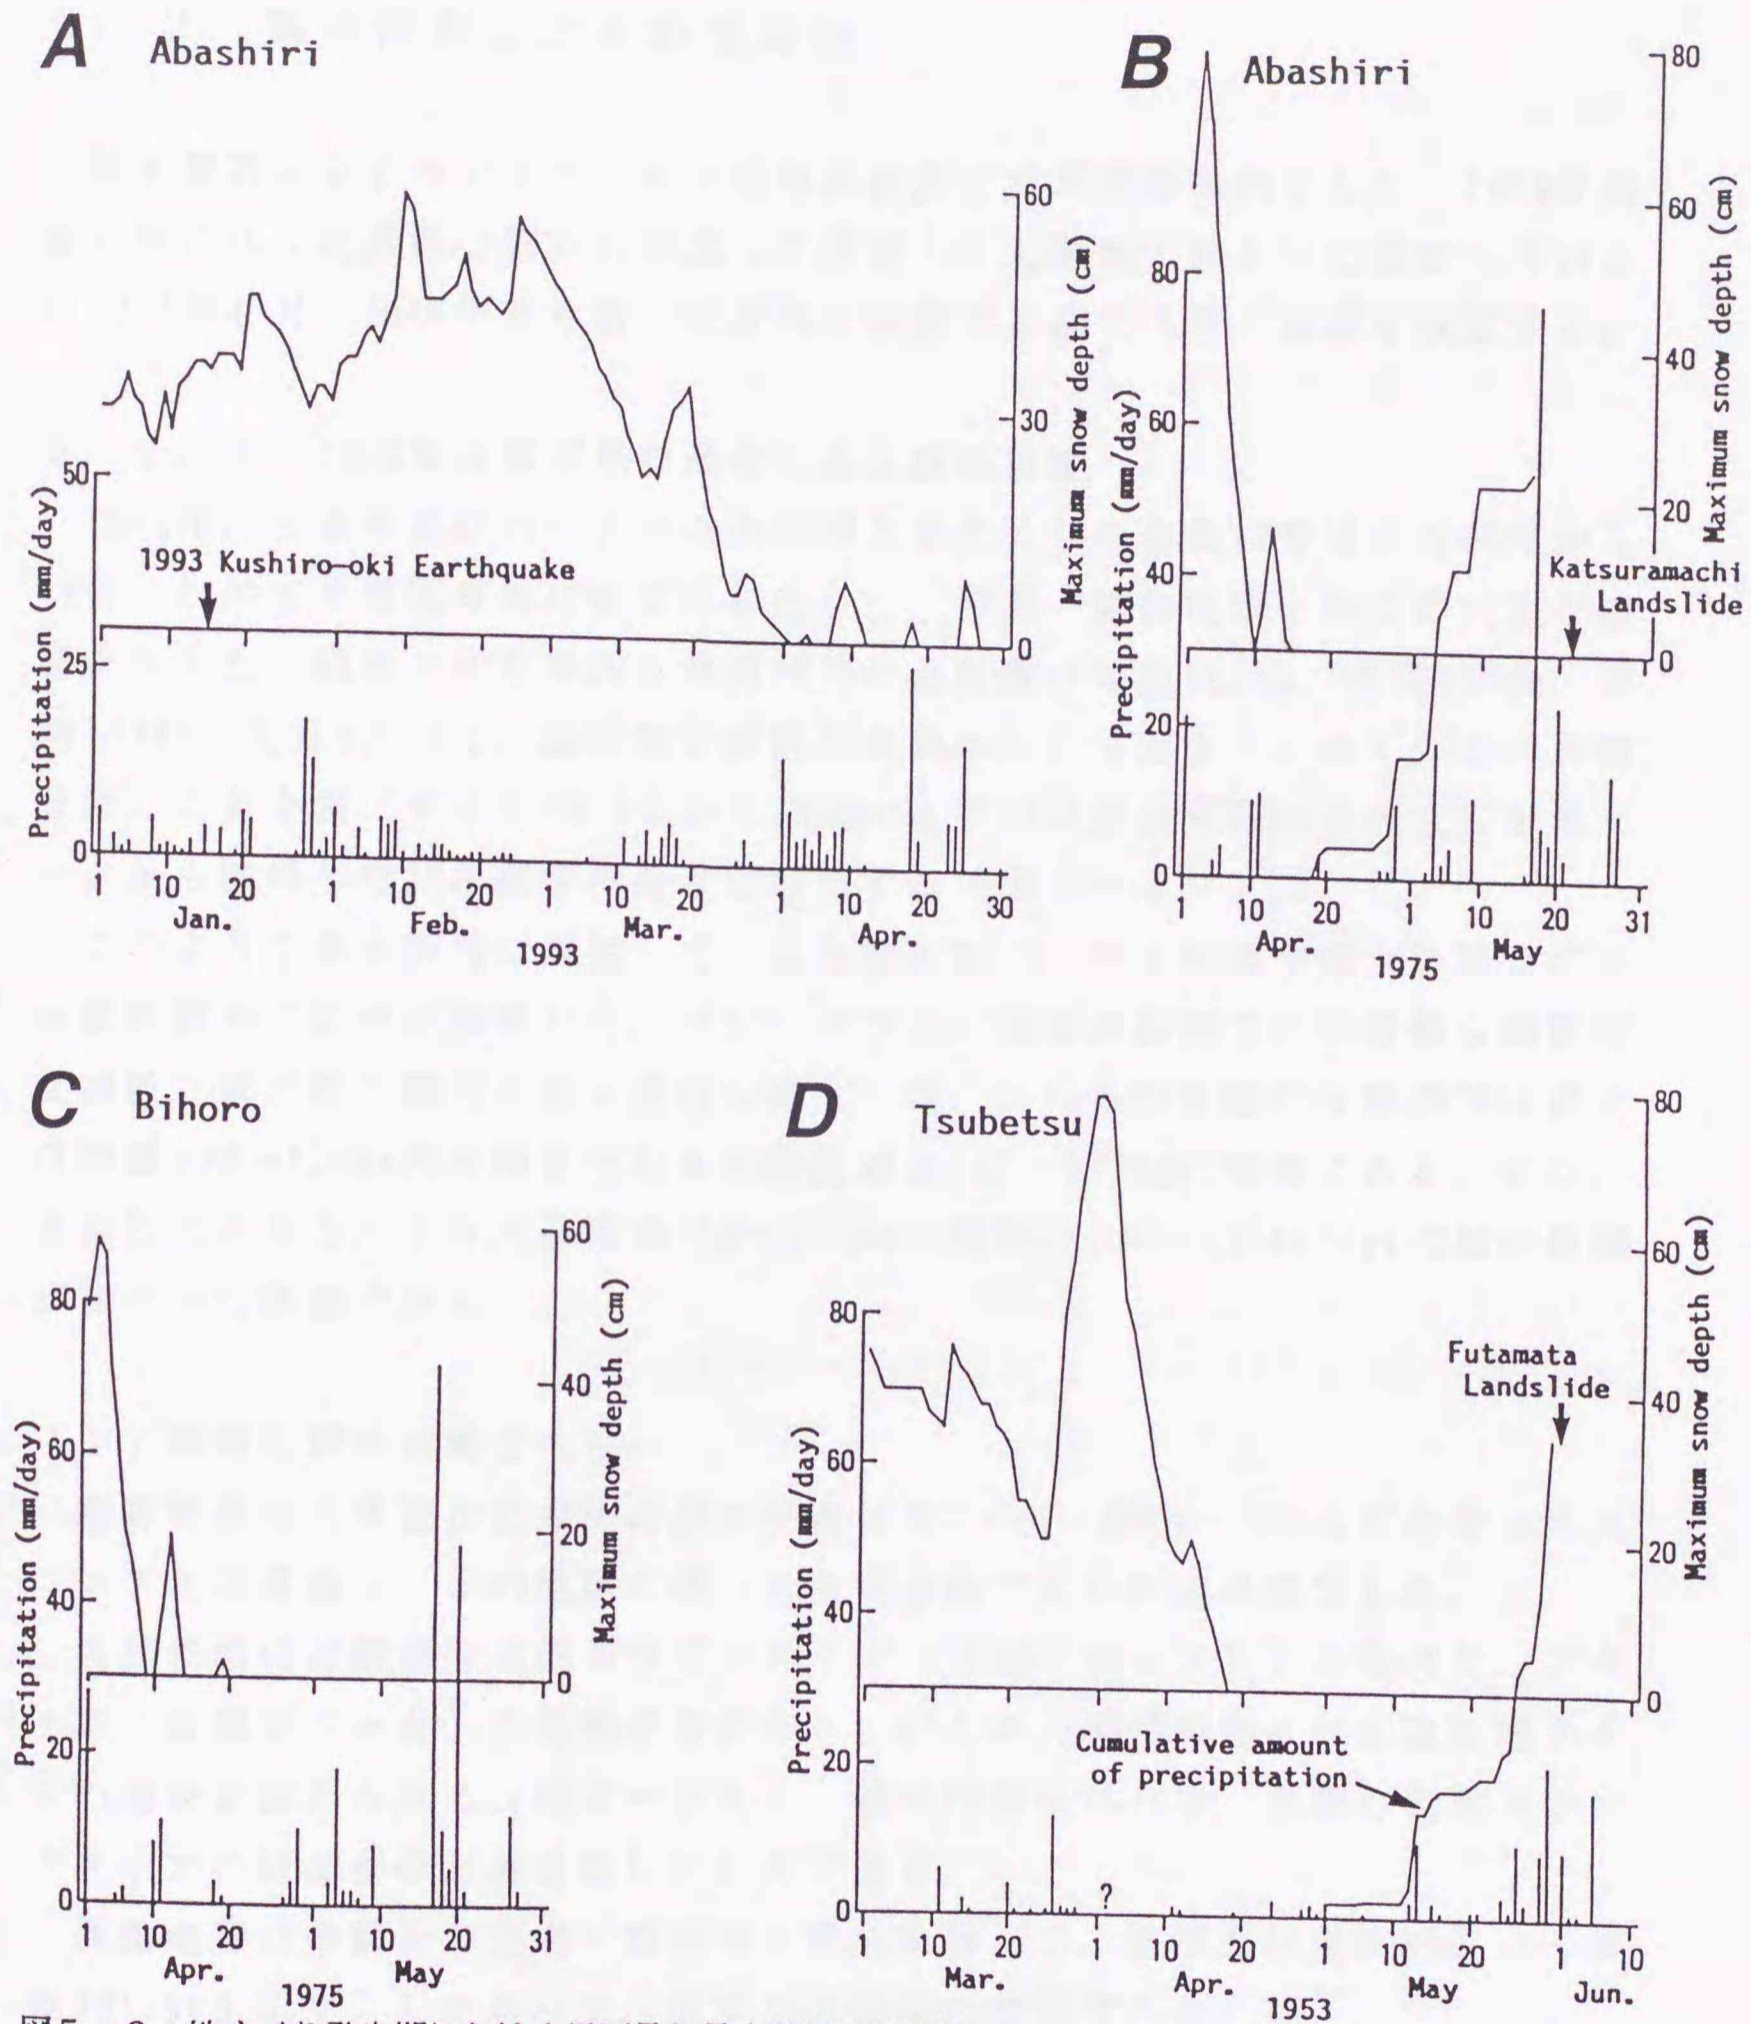 A Abashiri
60
30
0
Maximum snow depth (cm)
50
25
0
Precipitation (mm/day)
1993 Kushiro-oki Earthquake
1 10 20 1 10 20 1 10 20 1 10 20 30
Jan. Feb. Mar. Apr.
1993
B Abashiri
80
60
40
20
0
Maximum snow depth (cm)
80
60
40
20
0
Precipitation (mm/day)
Katsuramachi
Landslide
1 10 20 1 10 20 31
Apr. May
1975
C Bihoro
60
40
20
0
Maximum snow depth (cm)
80
60
40
20
0
Precipitation (mm/day)
1 10 20 1 10 20 31
Apr. May
1975
D Tsubetsu
80
60
40
20
0
Maximum snow depth (cm)
80
60
40
20
0
Precipitation (mm/day)
Futamata
Landslide
Cumulative amount
of precipitation
?
1 10 20 1 10 20 1 10 20 1 10
Mar. Apr. May Jun.
1953